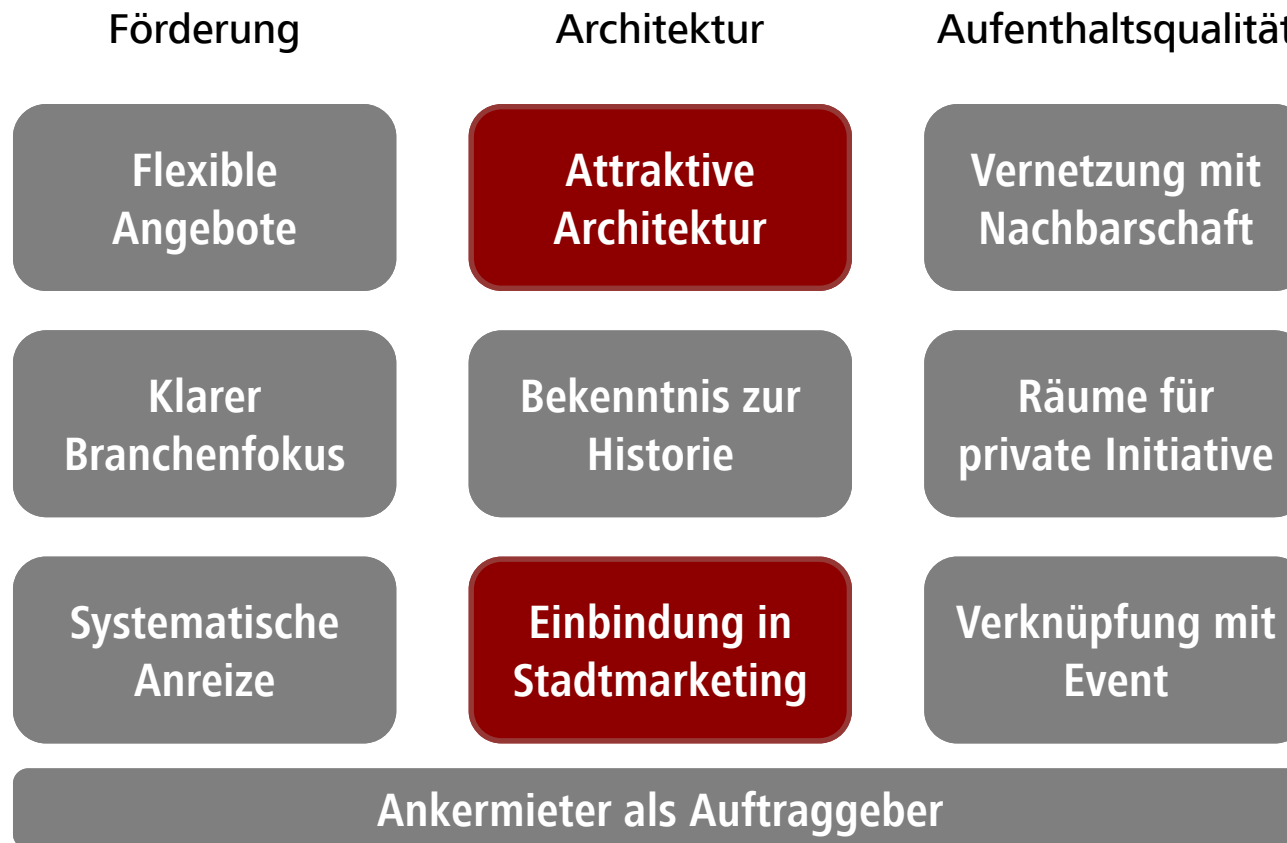 Förderung
Architektur
Aufenthaltsqualität
Flexible
Angebote
Attraktive
Architektur
Vernetzung mit
Nachbarschaft
Klarer
Branchenfokus
Bekenntnis zur
Historie
Räume für
private Initiative
Systematische
Anreize
Einbindung in
Stadtmarketing
Verknüpfung mit
Event
Ankermieter als Auftraggeber